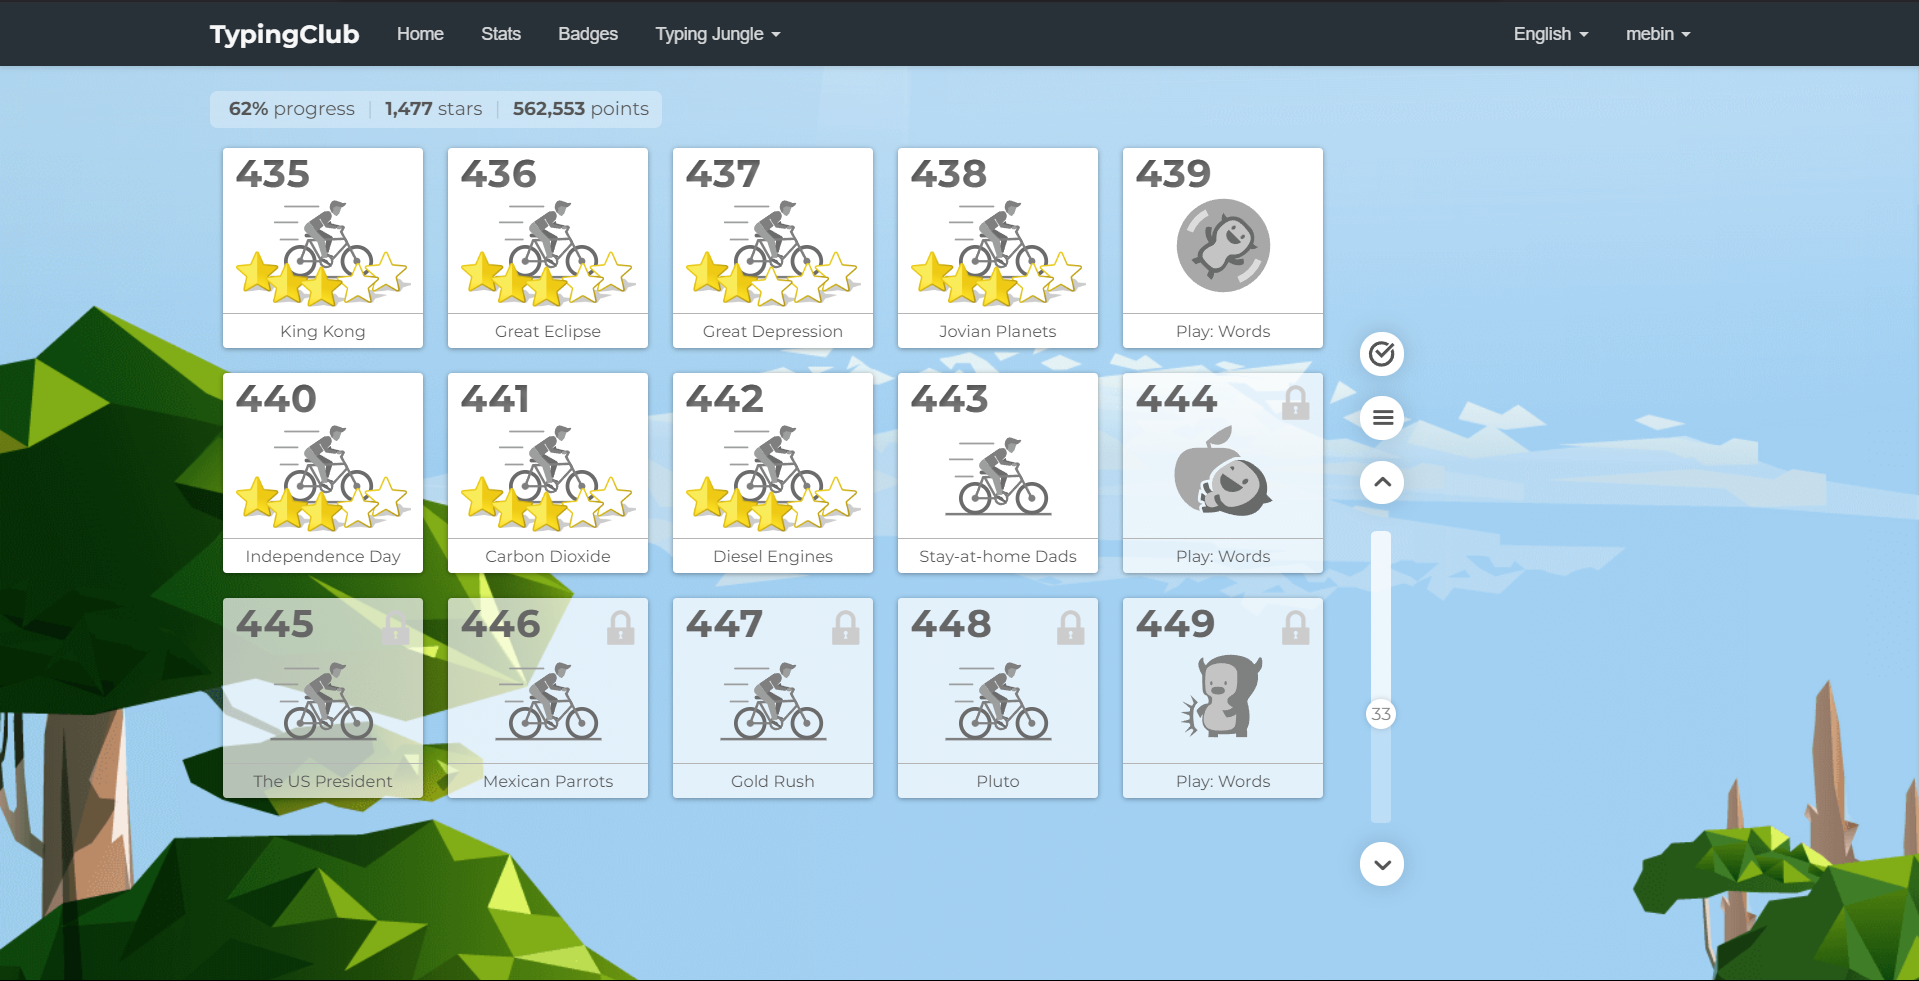 TypingClub Home Stats Badges Typing Jungle English mebin
62% progress | 1,477 stars | 562,553 points
435 436 437 438 439
King Kong Great Eclipse Great Depression Jovian Planets Play: Words
440 441 442 443 444
Independence Day Carbon Dioxide Diesel Engines Stay-at-home Dads Play: Words
445 446 447 448 449
33
The US President Mexican Parrots Gold Rush Pluto Play: Words